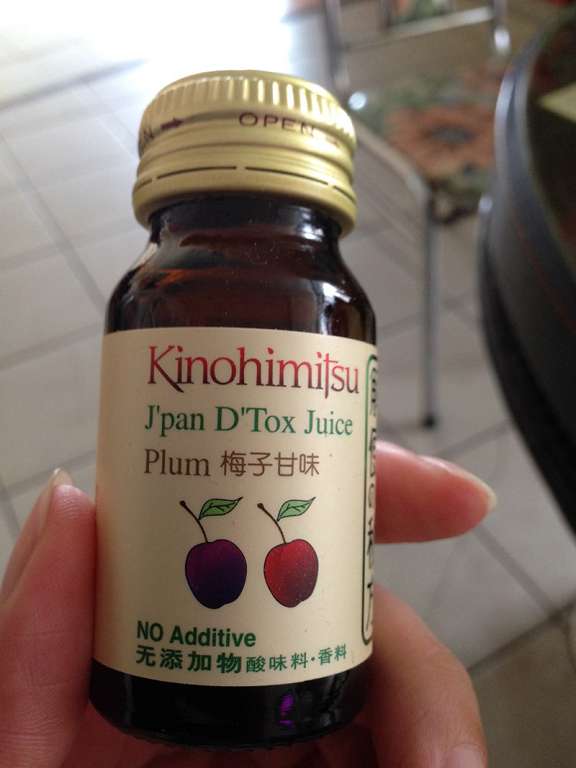 OPEN
Kinohimitsu
J'pan D'Tox Juice
Plum 梅子甘味
NO Additive
无添加物 酸味料·香料